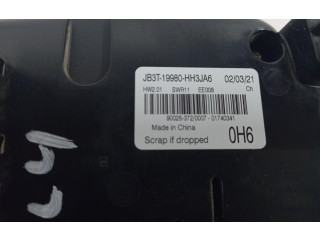 JB3T-19980-HH3JA6 02/03/21
HW2.01 SWR11 EE008 Ch
90026-372/0007 - 01740341
Made in China
Scrap if dropped 0H6